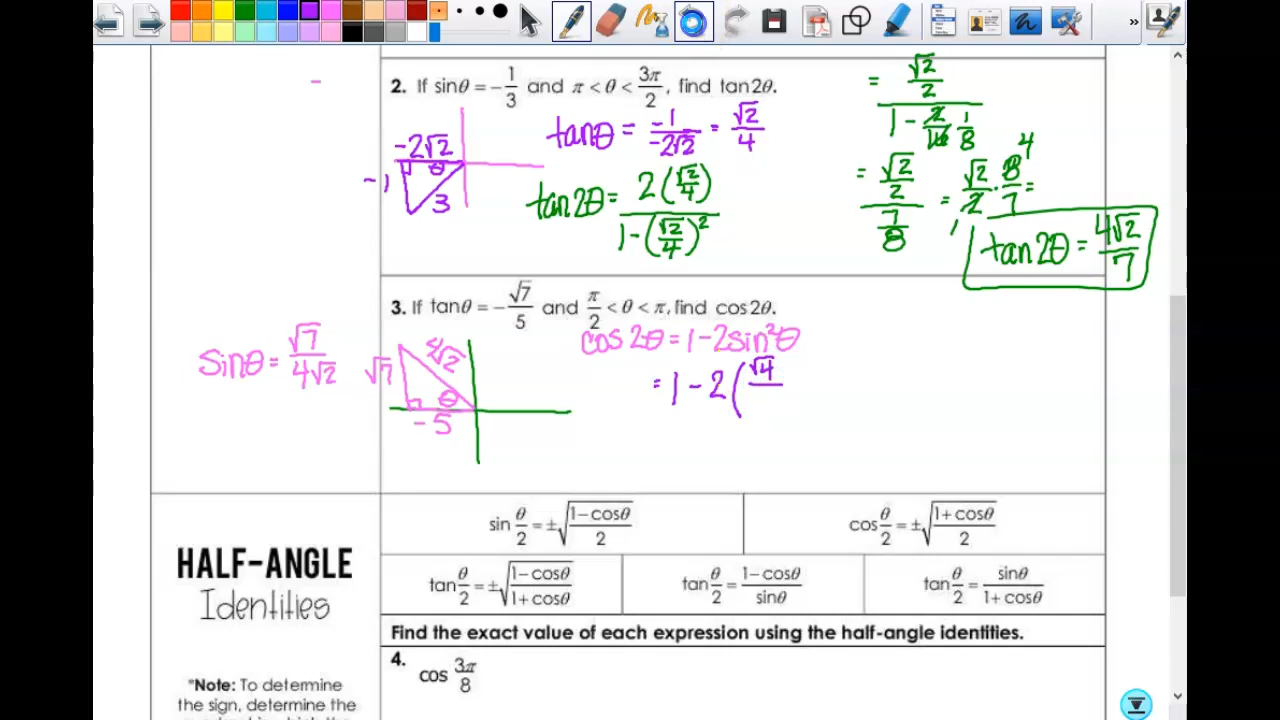 2. If sinθ = -1/3 and π < θ < 3π/2, find tan2θ.
-2√2
θ
-1
3
tanθ = -1/-2√2 = √2/4
tan2θ = 2(√2/4) / 1-(√2/4)²
= √2/2 / 1 - 2/16 1/8
= √2/2 / 7/8 = √2/2 · 8/7 =
4
1
tan2θ = 4√2/7
3. If tanθ = -√7/5 and π/2 < θ < π, find cos2θ.
sinθ = √7/4√2
√7
4√2
θ
-5
cos2θ = 1-2sin²θ
= 1-2(√4/
HALF-ANGLE
Identities
sin θ/2 = ±√(1-cosθ/2)
cos θ/2 = ±√(1+cosθ/2)
tan θ/2 = ±√(1-cosθ/1+cosθ)
tan θ/2 = 1-cosθ/sinθ
tan θ/2 = sinθ/1+cosθ
Find the exact value of each expression using the half-angle identities.
4. cos 3π/8
*Note: To determine
the sign, determine the